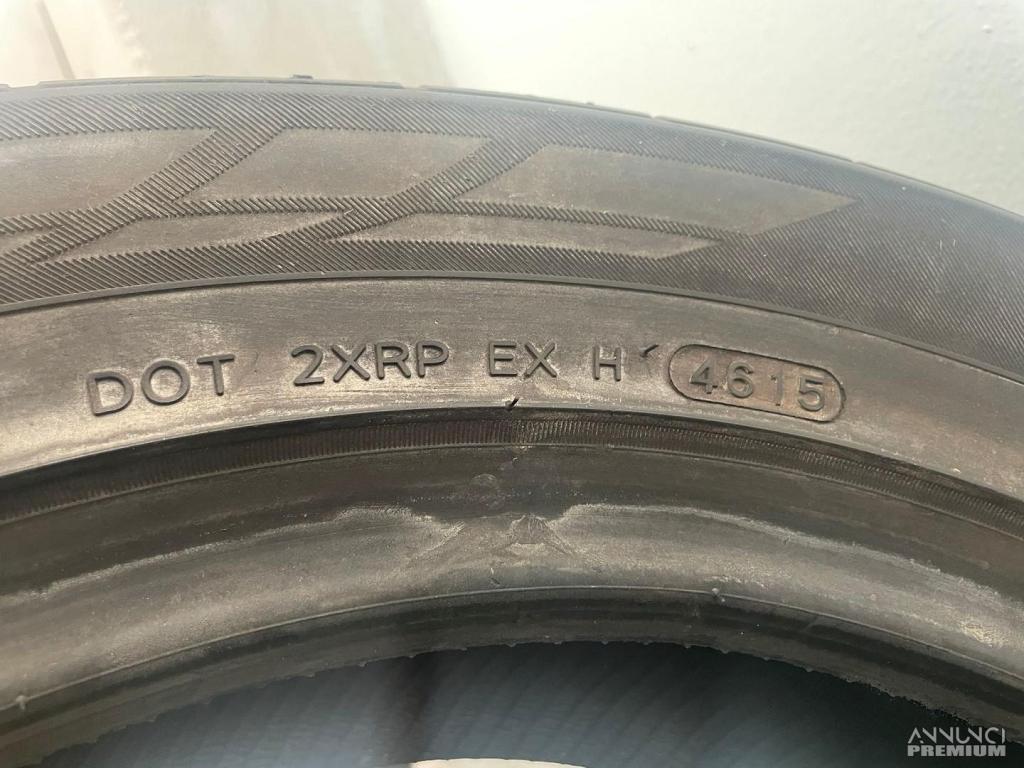 DOT 2XRP EX H 4615
ANNUNCI
PREMIUM